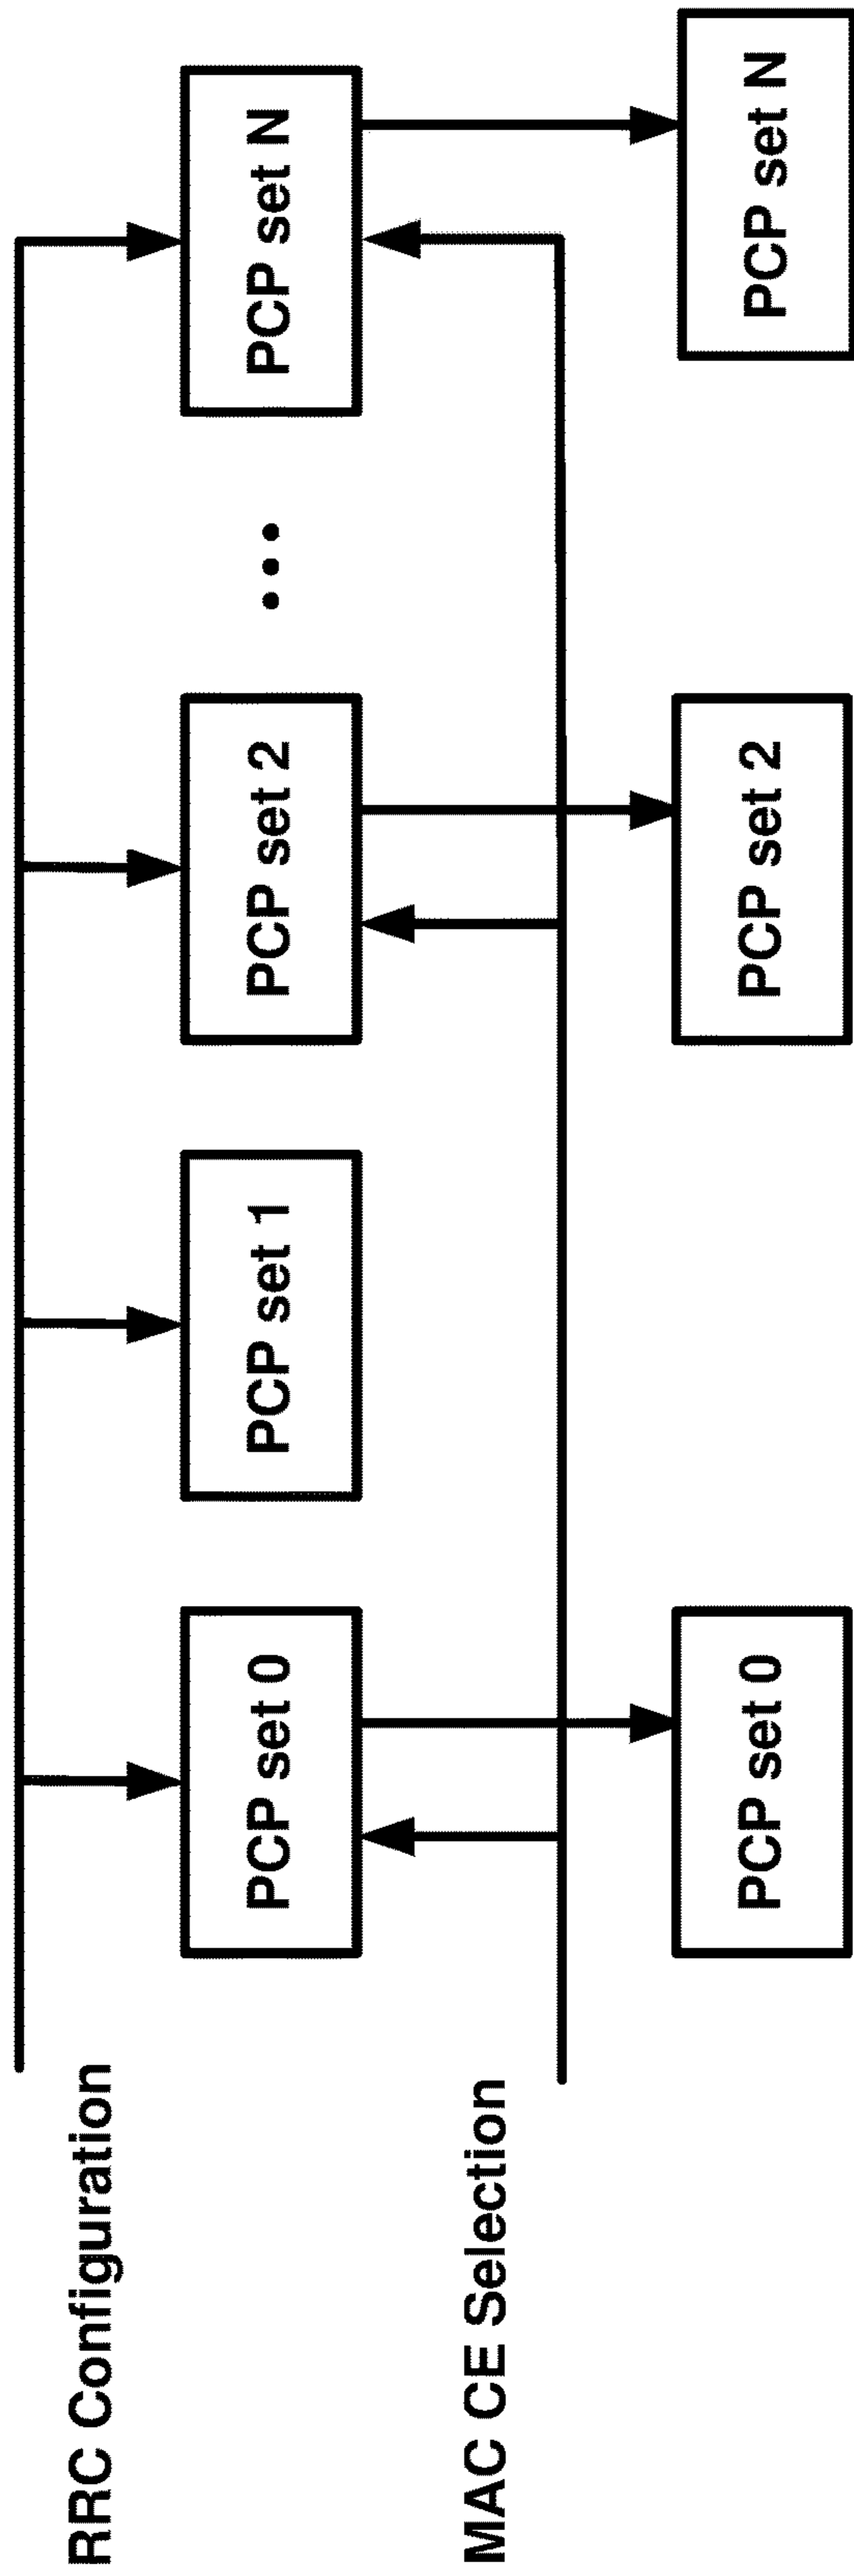 RRC Configuration
PCP set 0
PCP set 1
PCP set 2
...
PCP set N
MAC CE Selection
PCP set 0
PCP set 2
PCP set N